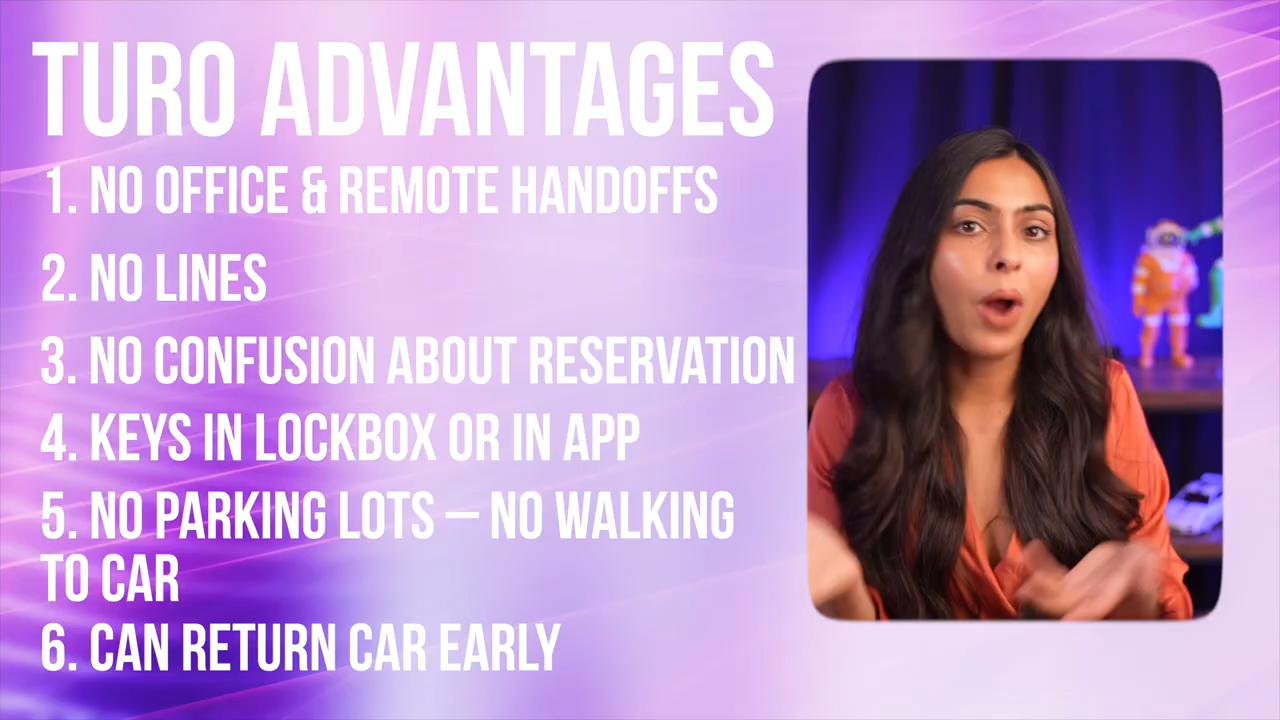 TURO ADVANTAGES
1. NO OFFICE & REMOTE HANDOFFS
2. NO LINES
3. NO CONFUSION ABOUT RESERVATION
4. KEYS IN LOCKBOX OR IN APP
5. NO PARKING LOTS – NO WALKING
TO CAR
6. CAN RETURN CAR EARLY